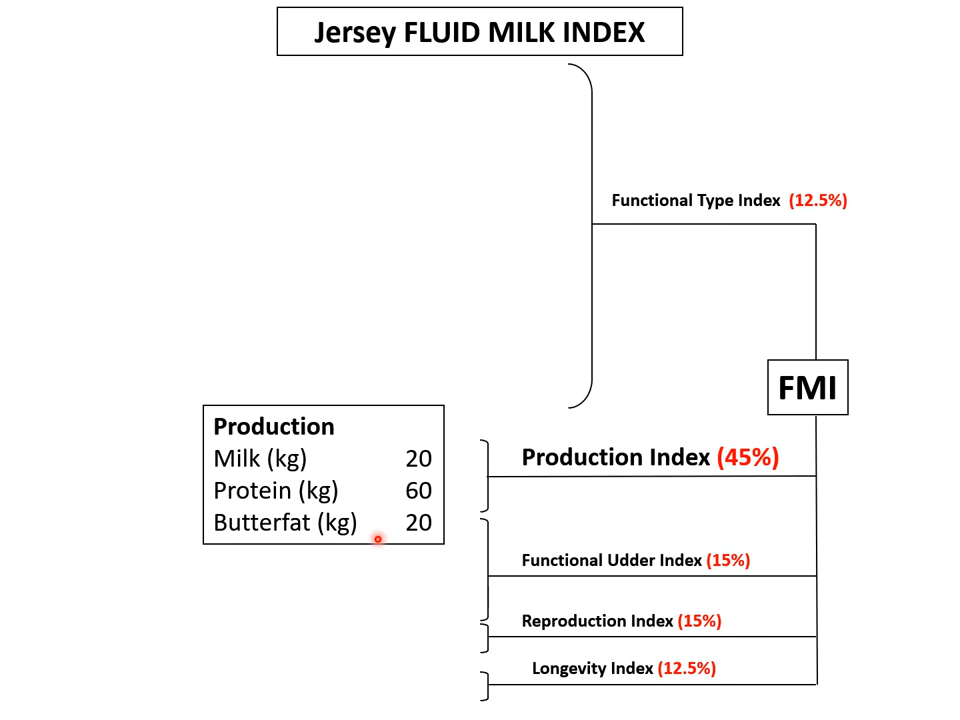 Jersey FLUID MILK INDEX
Functional Type Index (12.5%)
FMI
Production
Milk (kg) 20
Protein (kg) 60
Butterfat (kg) 20
Production Index (45%)
Functional Udder Index (15%)
Reproduction Index (15%)
Longevity Index (12.5%)